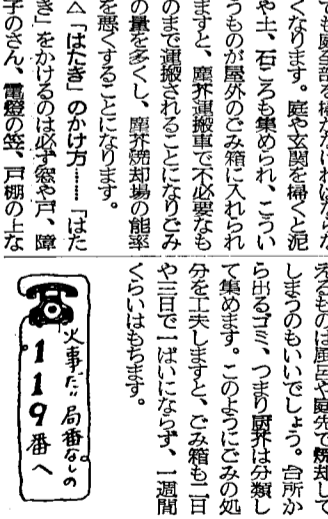 ても庭全部を掃かなければならな
くなります。庭や玄関を掃くと泥
や土、石ころも集められ、こうい
うものが屋外のごみ箱に入れられ
ますと、塵芥運搬車で不必要なも
のまで運搬されることになりごみ
の量を多くし、塵芥焼却場の能率
を悪くすることになります。
△「はたき」のかけ方……「はた
き」をかけるのは必ず窓や戸、障
子のさん、電燈の笠、戸棚の上な
えるものは風呂や庭先で焼却して
しまうのもいいでしょう。台所か
ら出るゴミ、つまり厨芥は分類し
て集めます。このようにごみの処
分を工夫しますと、ごみ箱も二日
や三日で一ぱいにならず、一週間
くらいはもちます。
火事だ!! 局番なしの
119番へ